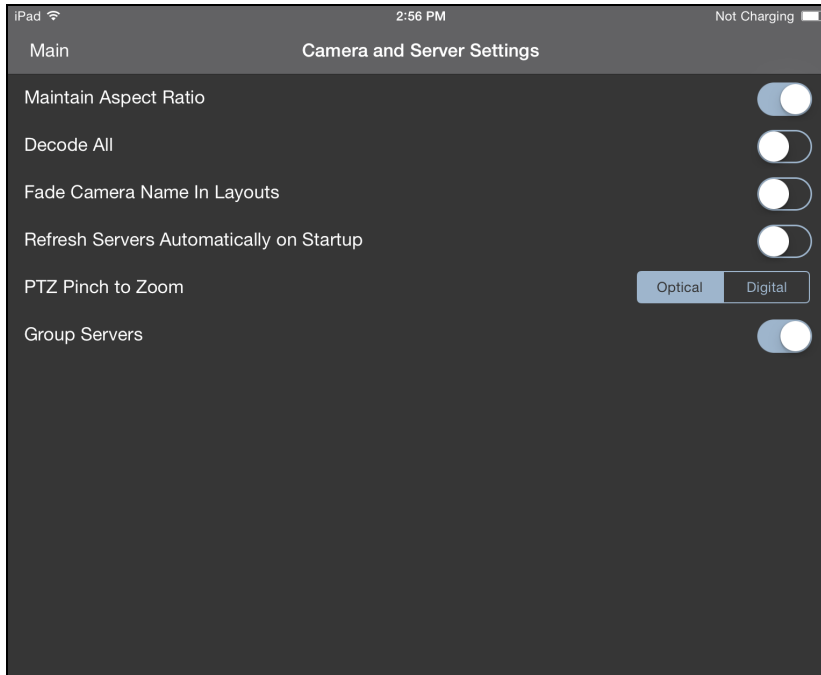 iPad 2:56 PM Not Charging
Main Camera and Server Settings
Maintain Aspect Ratio
Decode All
Fade Camera Name In Layouts
Refresh Servers Automatically on Startup
PTZ Pinch to Zoom Optical Digital
Group Servers